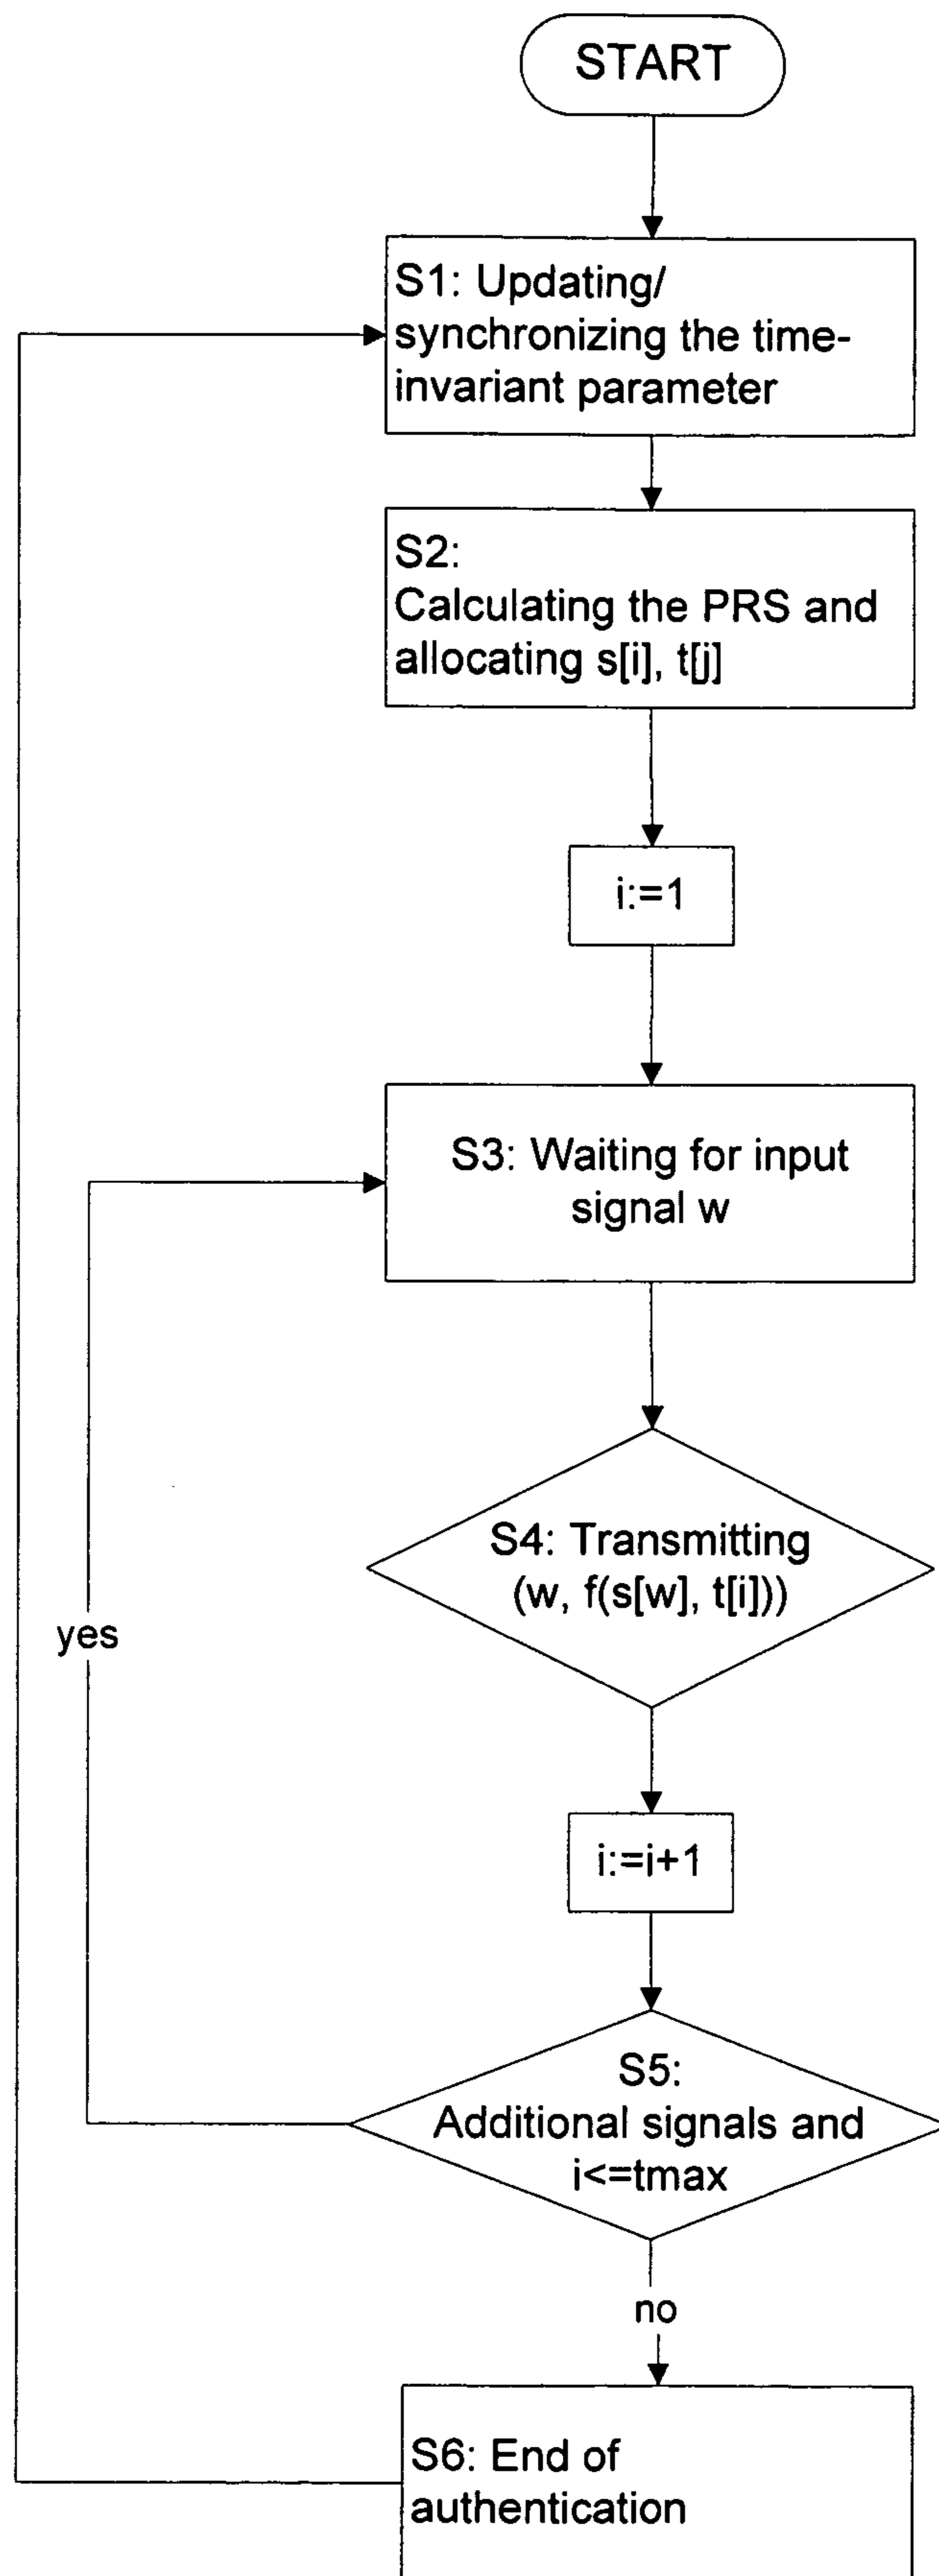 START
S1: Updating/
synchronizing the time-
invariant parameter
S2:
Calculating the PRS and
allocating s[i], t[j]
i:=1
S3: Waiting for input
signal w
S4: Transmitting
(w, f(s[w], t[i]))
yes
i:=i+1
S5:
Additional signals and
i<=tmax
no
S6: End of
authentication